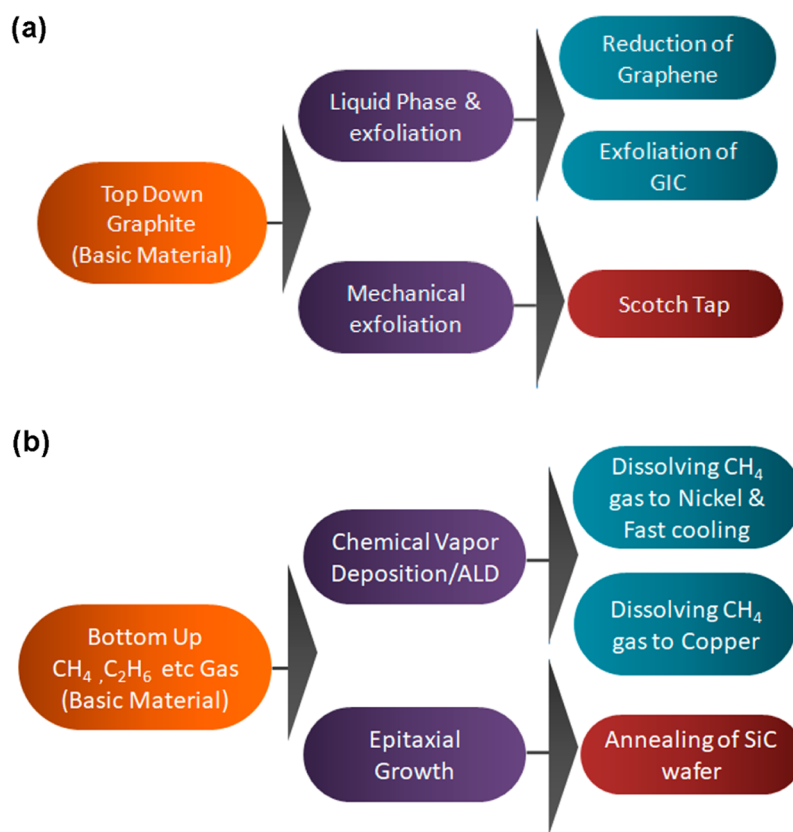 (a)
Top Down
Graphite
(Basic Material)
Liquid Phase &
exfoliation
Mechanical
exfoliation
Reduction of
Graphene
Exfoliation of
GIC
Scotch Tap
(b)
Bottom Up
CH₄ ,C₂H₆ etc Gas
(Basic Material)
Chemical Vapor
Deposition/ALD
Epitaxial
Growth
Dissolving CH₄
gas to Nickel &
Fast cooling
Dissolving CH₄
gas to Copper
Annealing of SiC
wafer